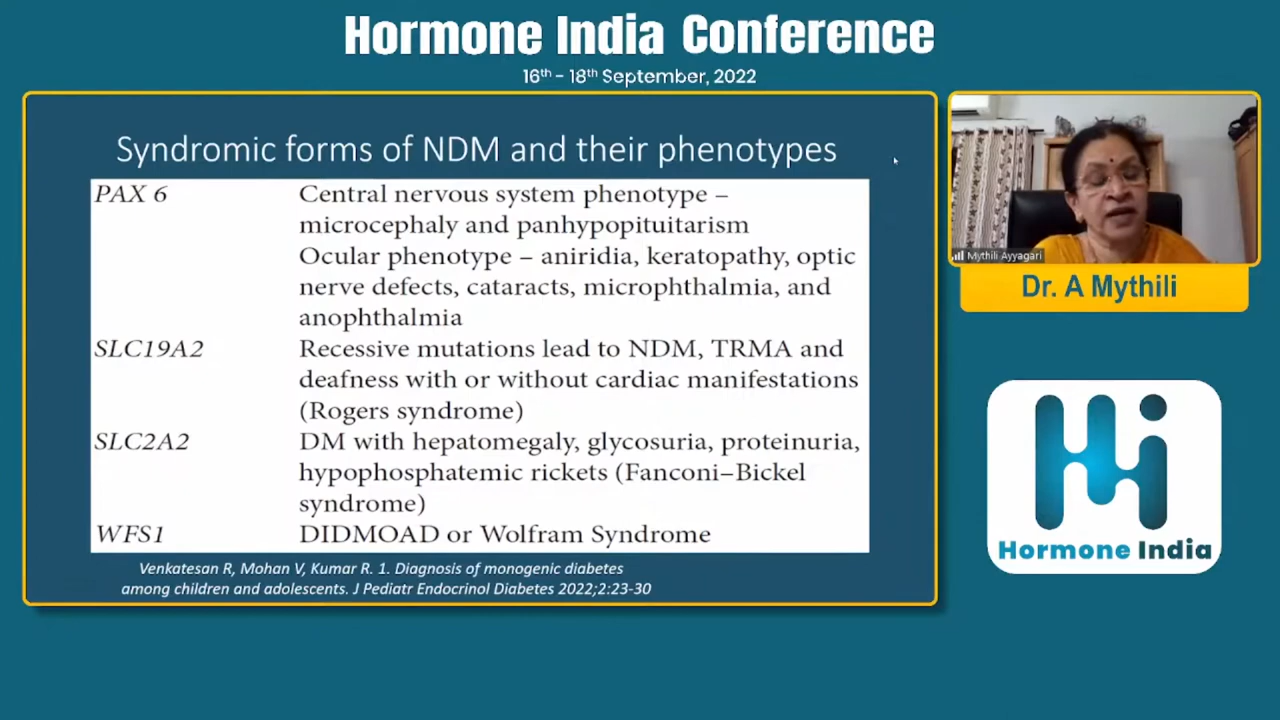 Hormone India Conference
16th - 18th September, 2022
Syndromic forms of NDM and their phenotypes
PAX 6 Central nervous system phenotype –
microcephaly and panhypopituitarism
Ocular phenotype – aniridia, keratopathy, optic
nerve defects, cataracts, microphthalmia, and
anophthalmia
SLC19A2 Recessive mutations lead to NDM, TRMA and
deafness with or without cardiac manifestations
(Rogers syndrome)
SLC2A2 DM with hepatomegaly, glycosuria, proteinuria,
hypophosphatemic rickets (Fanconi–Bickel
syndrome)
WFS1 DIDMOAD or Wolfram Syndrome
Venkatesan R, Mohan V, Kumar R. 1. Diagnosis of monogenic diabetes
among children and adolescents. J Pediatr Endocrinol Diabetes 2022;2:23-30
Mythili Ayyagari
Dr. A Mythili
Hi
Hormone India